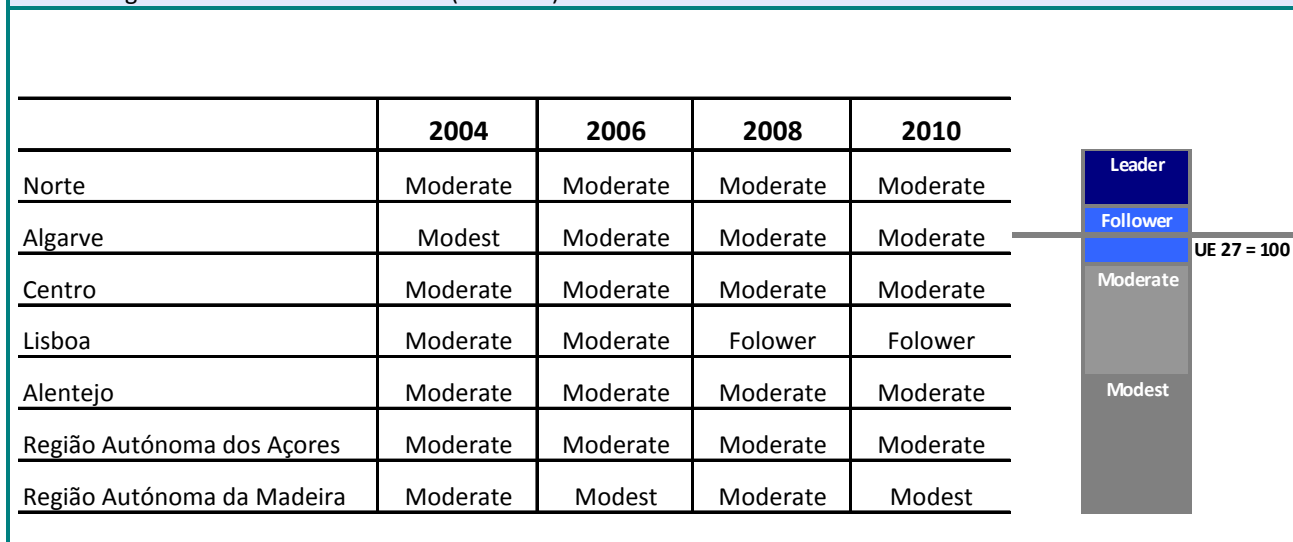 2004 2006 2008 2010
Norte Moderate Moderate Moderate Moderate
Algarve Modest Moderate Moderate Moderate
Centro Moderate Moderate Moderate Moderate
Lisboa Moderate Moderate Folower Folower
Alentejo Moderate Moderate Moderate Moderate
Região Autónoma dos Açores Moderate Moderate Moderate Moderate
Região Autónoma da Madeira Moderate Modest Moderate Modest
Leader
Follower
UE 27 = 100
Moderate
Modest